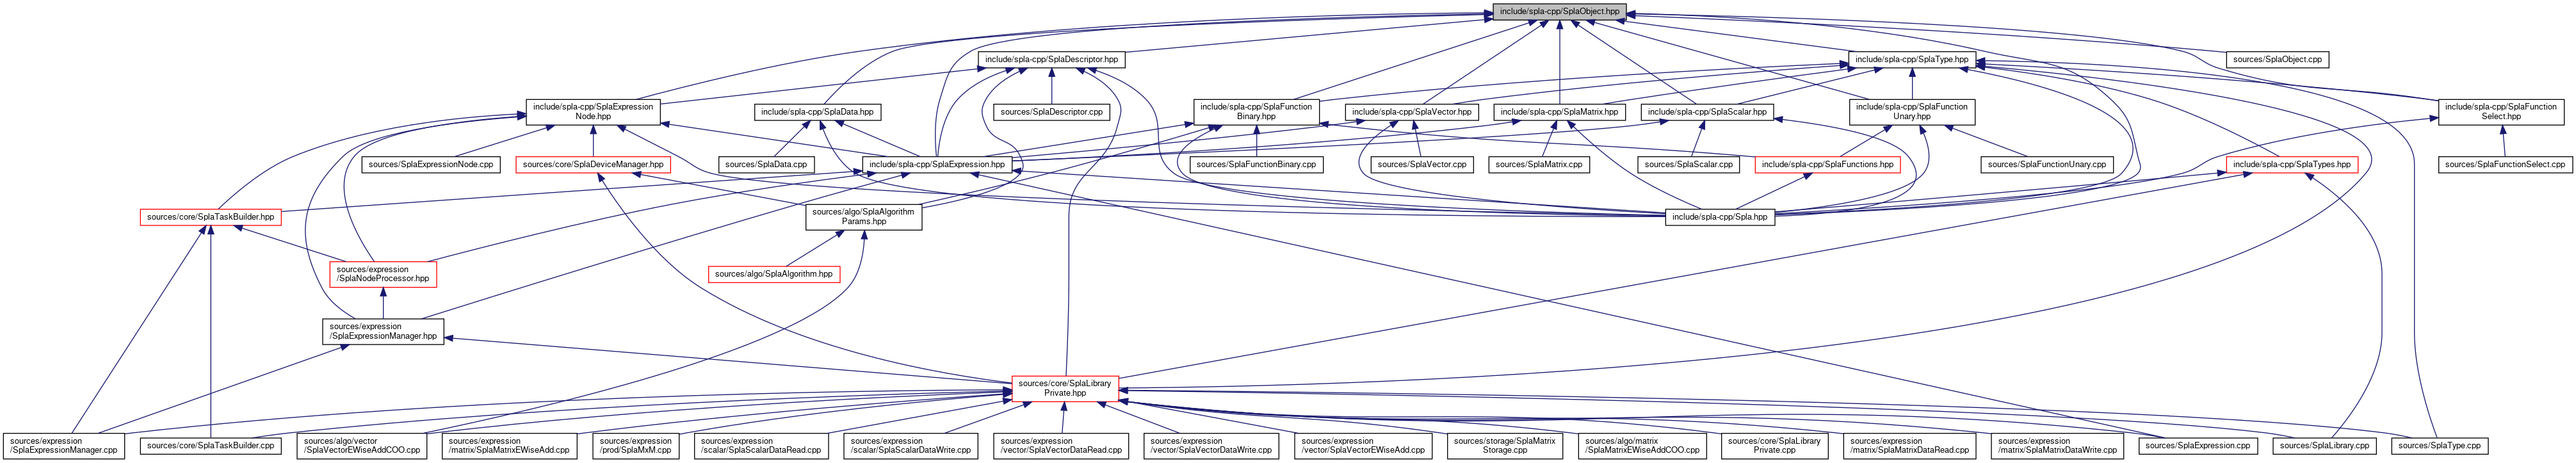 include/spla-cpp/SplaObject.hpp
include/spla-cpp/SplaDescriptor.hpp
include/spla-cpp/SplaType.hpp
sources/SplaObject.cpp
include/spla-cpp/SplaExpression
Node.hpp
include/spla-cpp/SplaData.hpp
sources/SplaDescriptor.cpp
include/spla-cpp/SplaFunction
Binary.hpp
include/spla-cpp/SplaVector.hpp
include/spla-cpp/SplaMatrix.hpp
include/spla-cpp/SplaScalar.hpp
include/spla-cpp/SplaFunction
Unary.hpp
include/spla-cpp/SplaFunction
Select.hpp
sources/SplaExpressionNode.cpp
sources/core/SplaDeviceManager.hpp
sources/SplaData.cpp
include/spla-cpp/SplaExpression.hpp
sources/SplaFunctionBinary.cpp
sources/SplaVector.cpp
sources/SplaMatrix.cpp
sources/SplaScalar.cpp
include/spla-cpp/SplaFunctions.hpp
sources/SplaFunctionUnary.cpp
include/spla-cpp/SplaTypes.hpp
sources/SplaFunctionSelect.cpp
sources/core/SplaTaskBuilder.hpp
sources/algo/SplaAlgorithm
Params.hpp
include/spla-cpp/Spla.hpp
sources/expression
/SplaNodeProcessor.hpp
sources/algo/SplaAlgorithm.hpp
sources/expression
/SplaExpressionManager.hpp
sources/core/SplaLibrary
Private.hpp
sources/expression
/SplaExpressionManager.cpp
sources/core/SplaTaskBuilder.cpp
sources/algo/vector
/SplaVectorEWiseAddCOO.cpp
sources/expression
/matrix/SplaMatrixEWiseAdd.cpp
sources/expression
/prod/SplaMxM.cpp
sources/expression
/scalar/SplaScalarDataRead.cpp
sources/expression
/scalar/SplaScalarDataWrite.cpp
sources/expression
/vector/SplaVectorDataRead.cpp
sources/expression
/vector/SplaVectorDataWrite.cpp
sources/expression
/vector/SplaVectorEWiseAdd.cpp
sources/storage/SplaMatrix
Storage.cpp
sources/algo/matrix
/SplaMatrixEWiseAddCOO.cpp
sources/core/SplaLibrary
Private.cpp
sources/expression
/matrix/SplaMatrixDataRead.cpp
sources/expression
/matrix/SplaMatrixDataWrite.cpp
sources/SplaExpression.cpp
sources/SplaLibrary.cpp
sources/SplaType.cpp